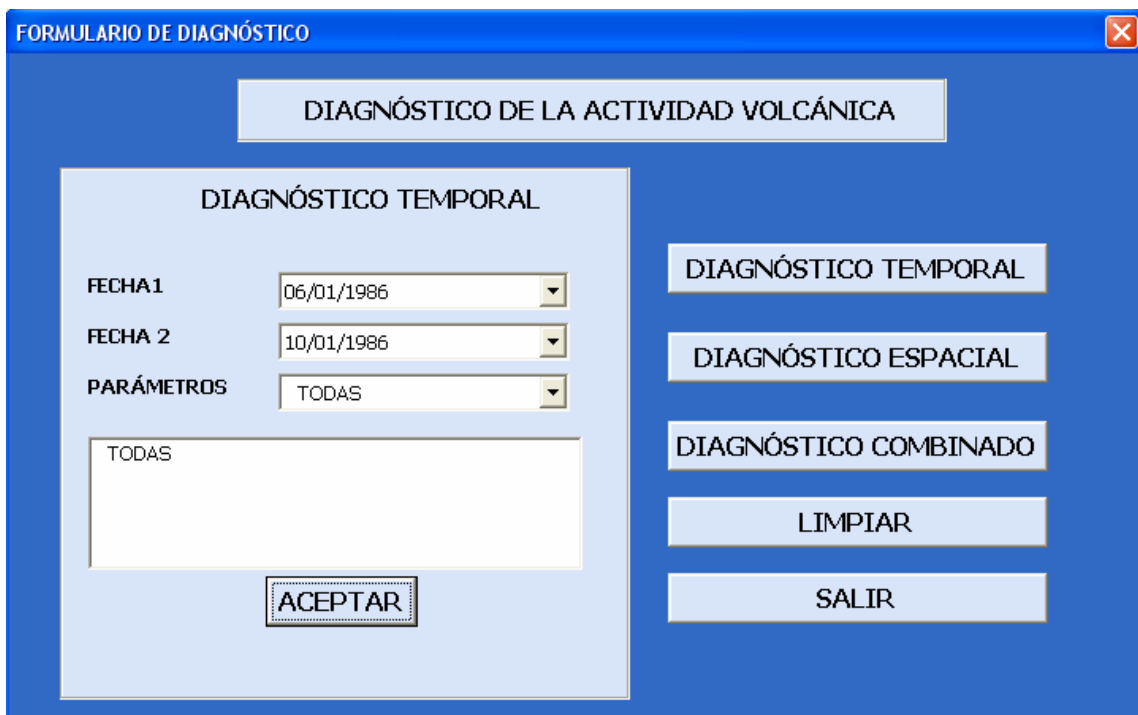 FORMULARIO DE DIAGNÓSTICO
DIAGNÓSTICO DE LA ACTIVIDAD VOLCÁNICA
DIAGNÓSTICO TEMPORAL
FECHA1 06/01/1986
FECHA 2 10/01/1986
PARÁMETROS TODAS
TODAS
ACEPTAR
DIAGNÓSTICO TEMPORAL
DIAGNÓSTICO ESPACIAL
DIAGNÓSTICO COMBINADO
LIMPIAR
SALIR